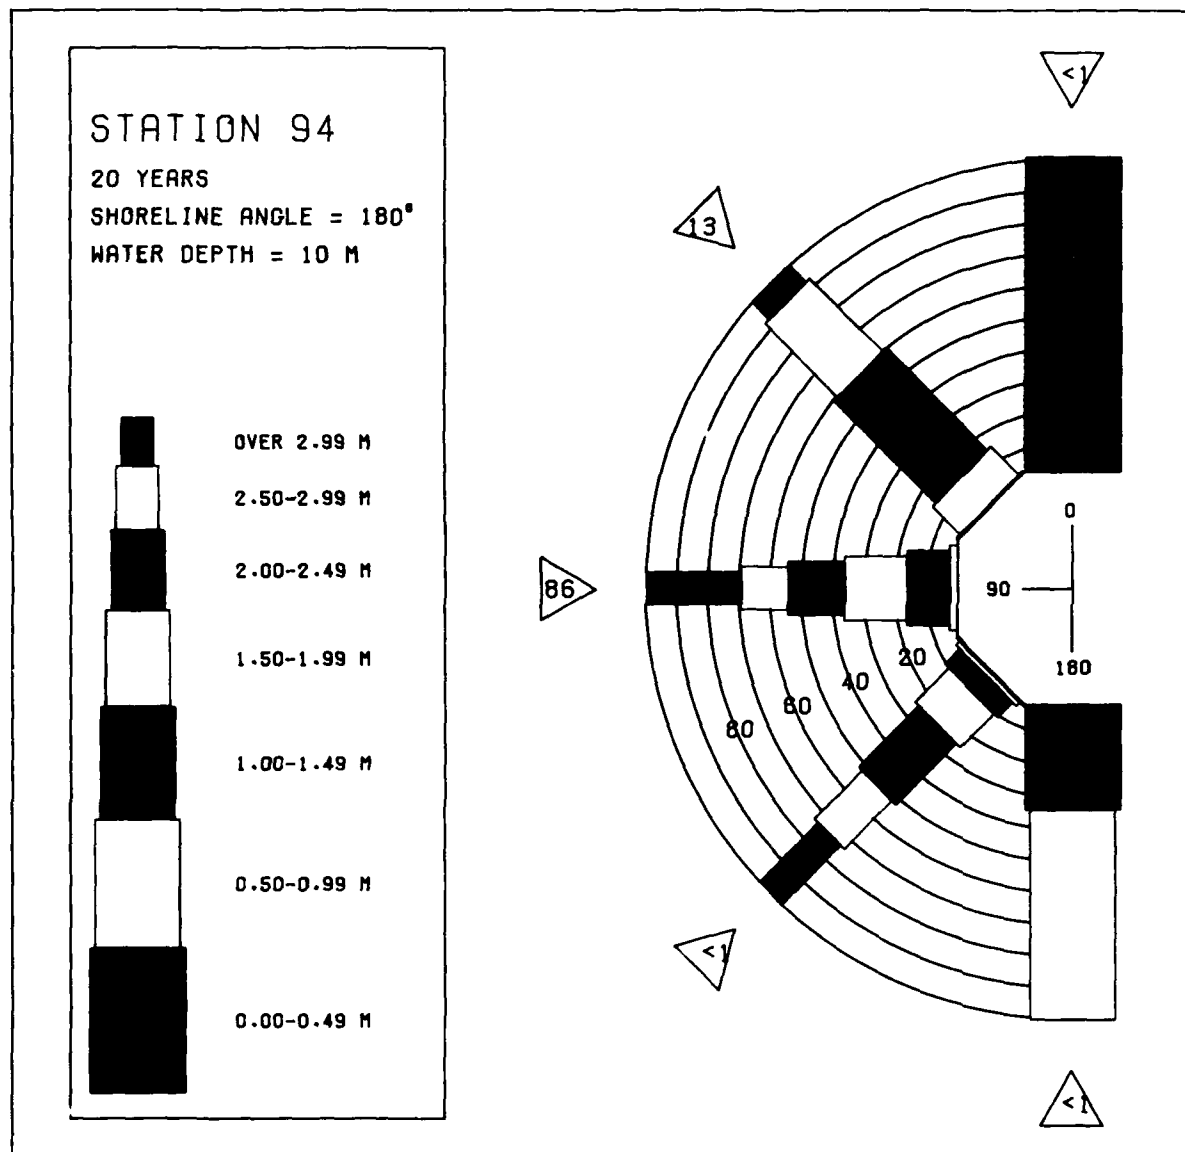 STATION 94
20 YEARS
SHORELINE ANGLE = 180°
WATER DEPTH = 10 M
OVER 2.99 M
2.50-2.99 M
2.00-2.49 M
1.50-1.99 M
1.00-1.49 M
0.50-0.99 M
0.00-0.49 M
<1
13
86
<1
<1
0
90
180
20
40
60
80